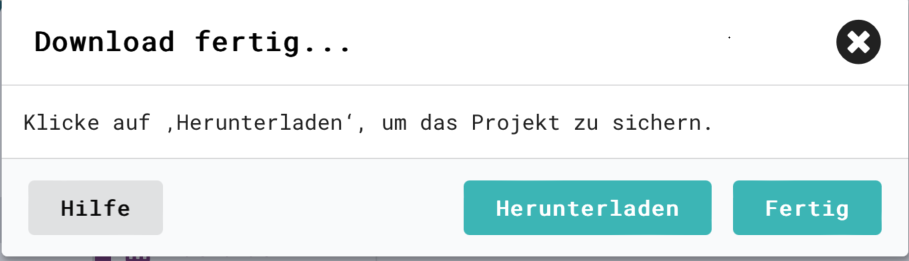 Download fertig...
Klicke auf ‚Herunterladen‘, um das Projekt zu sichern.
Hilfe
Herunterladen
Fertig